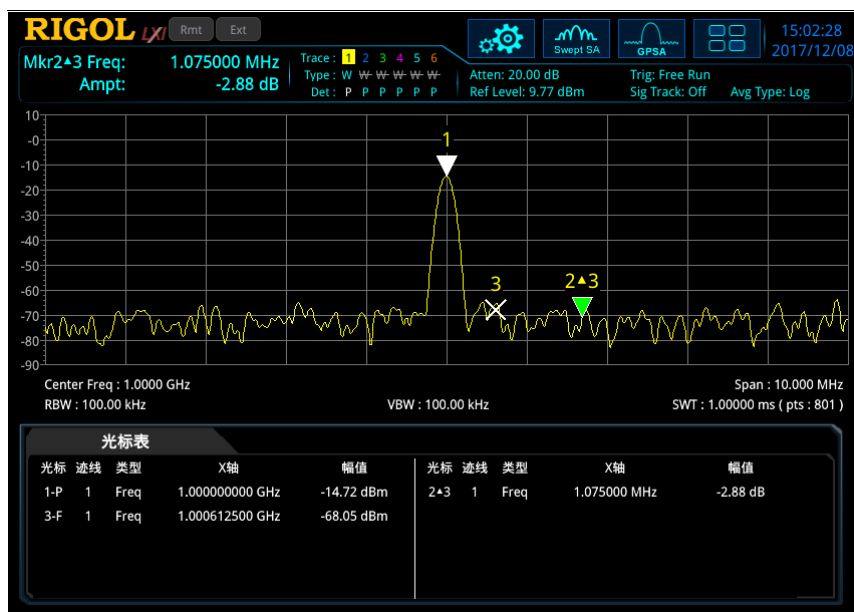 RIGOL LXI Rmt Ext Swept SA GPSA 15:02:28
2017/12/08
Mkr2▲3 Freq: 1.075000 MHz
Ampt: -2.88 dB
Trace: 1 2 3 4 5 6
Type: W W W W W W
Det: P P P P P P
Atten: 20.00 dB Trig: Free Run
Ref Level: 9.77 dBm Sig Track: Off Avg Type: Log
10
-0
-10
-20
-30
-40
-50
-60
-70
-80
-90
1
3
2▲3
Center Freq : 1.0000 GHz Span : 10.000 MHz
RBW : 100.00 kHz VBW : 100.00 kHz SWT : 1.00000 ms ( pts : 801 )
光标表
光标 迹线 类型 X轴 幅值 光标 迹线 类型 X轴 幅值
1-P 1 Freq 1.000000000 GHz -14.72 dBm 2▲3 1 Freq 1.075000 MHz -2.88 dB
3-F 1 Freq 1.000612500 GHz -68.05 dBm